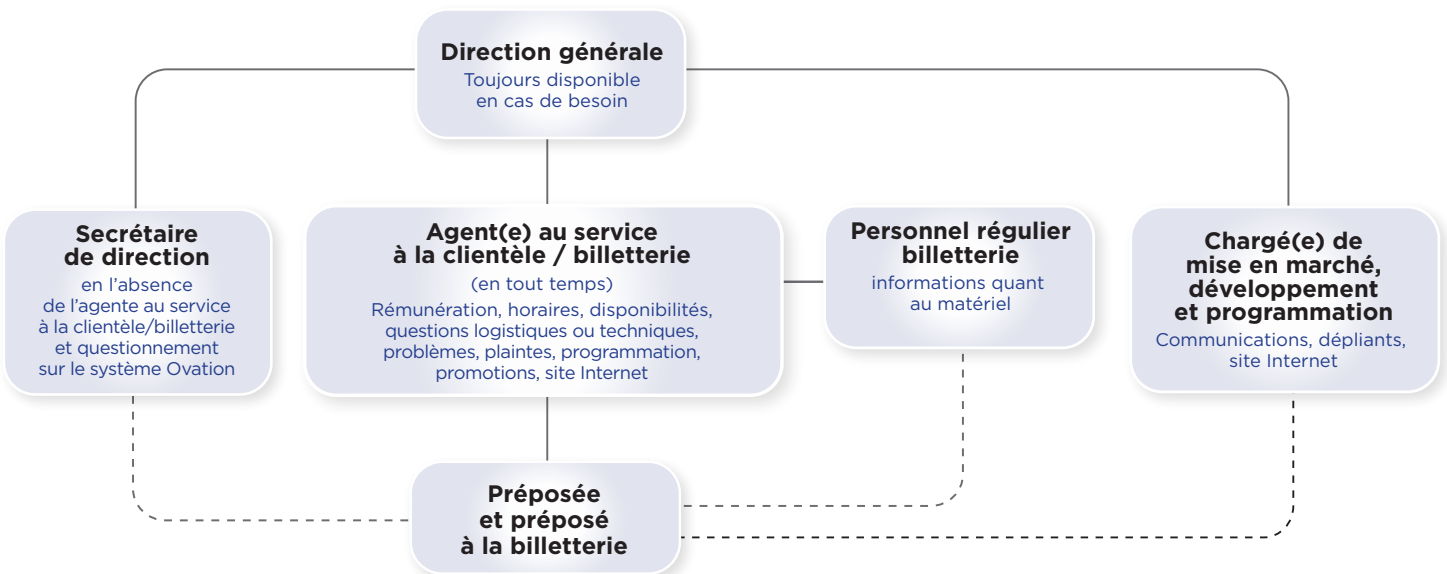 Direction générale
Toujours disponible
en cas de besoin
Secrétaire
de direction
en l'absence
de l'agente au service
à la clientèle/billetterie
et questionnement
sur le système Ovation
Agent(e) au service
à la clientèle / billetterie
(en tout temps)
Rémunération, horaires, disponibilités,
questions logistiques ou techniques,
problèmes, plaintes, programmation,
promotions, site Internet
Personnel régulier
billetterie
informations quant
au matériel
Chargé(e) de
mise en marché,
développement
et programmation
Communications, dépliants,
site Internet
Préposée
et préposé
à la billetterie